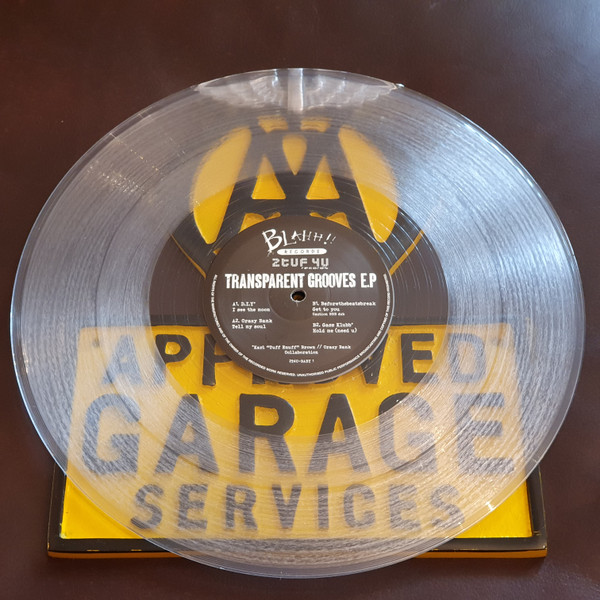 AA
BLAHH!!
RECORDS
2TUF 4U
TRANSPARENT GROOVES E.P
A1. D.I.Y
I see the moon
A2. Crazy Bank
Tell my soul
B1. Beforethebeatsbreak
Get to you
B2. Gaza Klubb'
Hold me (need u)
"Karl "Tuff Enuff" Brown // Crazy Bank
Collaboration
APPROVED
GARAGE
SERVICES